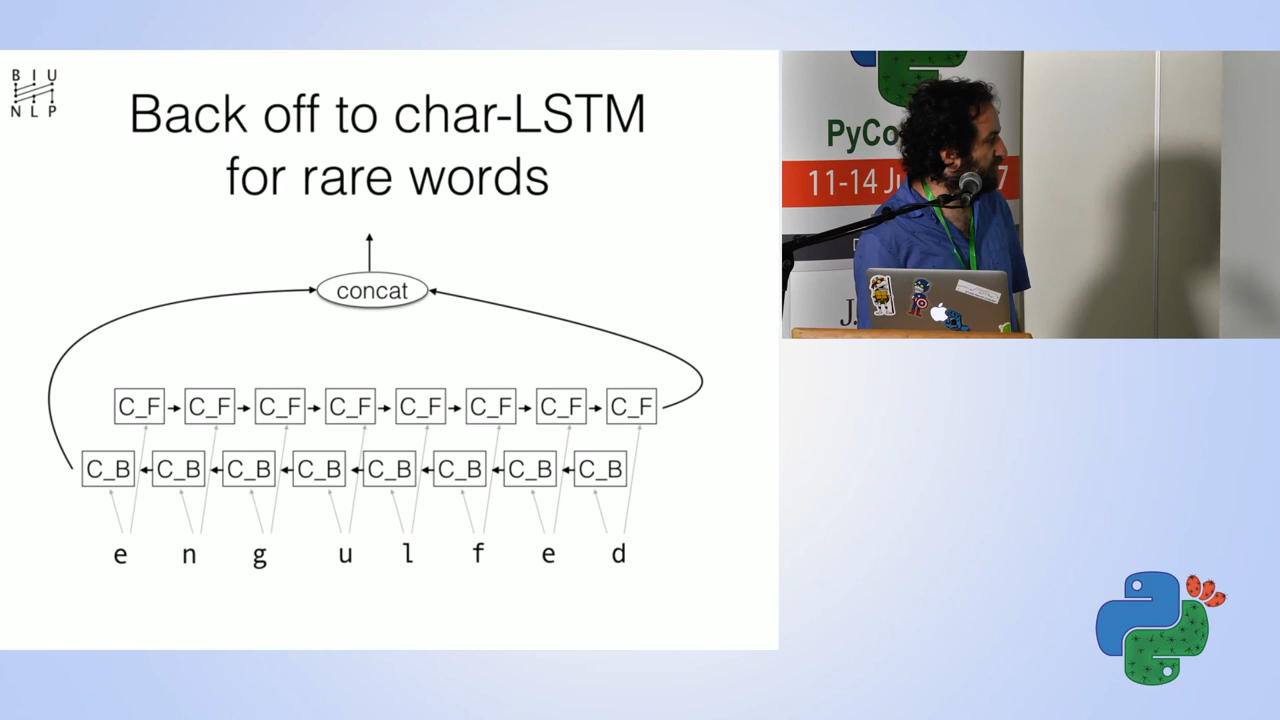 B I U
N L P
Back off to char-LSTM
for rare words
concat
C_F C_F C_F C_F C_F C_F C_F C_F
C_B C_B C_B C_B C_B C_B C_B C_B
e n g u l f e d
PyCo
11-14 Ju 7
J.